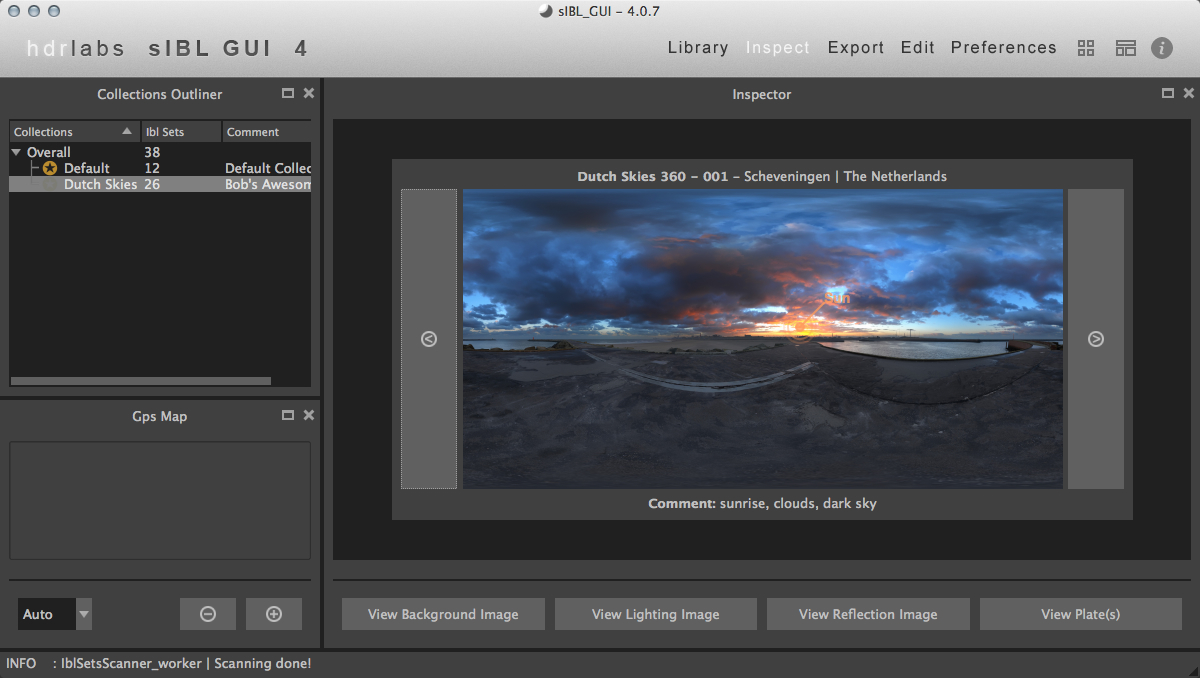 sIBL_GUI – 4.0.7
hdrlabs sIBL GUI 4
Library Inspect Export Edit Preferences
Collections Outliner
Collections Ibl Sets Comment
Overall 38
Default 12 Default Collec
Dutch Skies 26 Bob's Awesom
Gps Map
Auto
Inspector
Dutch Skies 360 – 001 – Scheveningen | The Netherlands
Sun
Comment: sunrise, clouds, dark sky
View Background Image View Lighting Image View Reflection Image View Plate(s)
INFO : IblSetsScanner_worker | Scanning done!